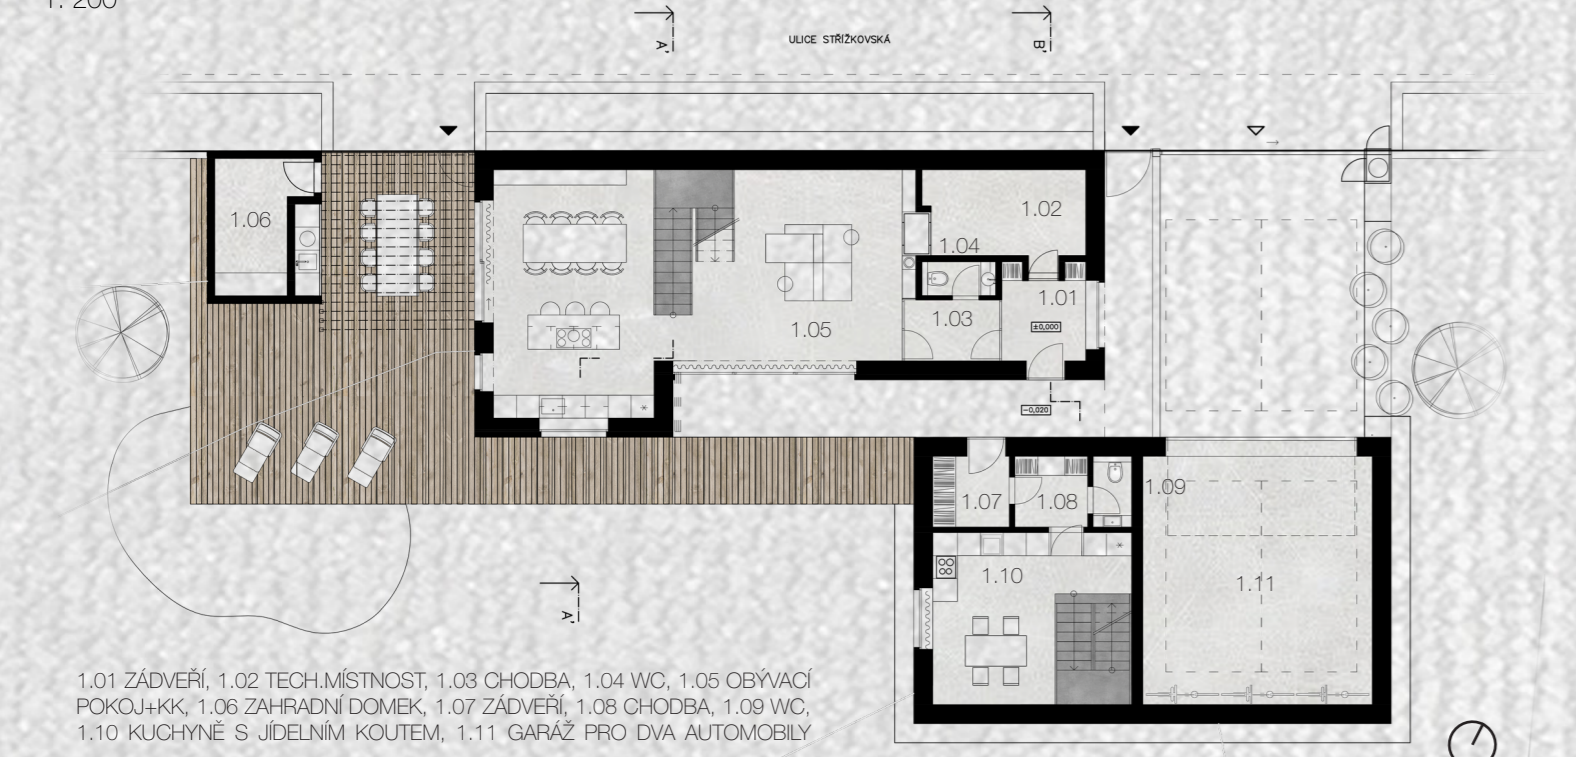 1: 200
A'
ULICE STŘÍŽKOVSKÁ
B'
1.06
1.02
1.04
1.01
1.03
±0,000
1.05
-0,020
1.07
1.08
1.09
1.10
1.11
A'
1.01 ZÁDVEŘÍ, 1.02 TECH.MÍSTNOST, 1.03 CHODBA, 1.04 WC, 1.05 OBÝVACÍ
POKOJ+KK, 1.06 ZAHRADNÍ DOMEK, 1.07 ZÁDVEŘÍ, 1.08 CHODBA, 1.09 WC,
1.10 KUCHYNĚ S JÍDELNÍM KOUTEM, 1.11 GARÁŽ PRO DVA AUTOMOBILY